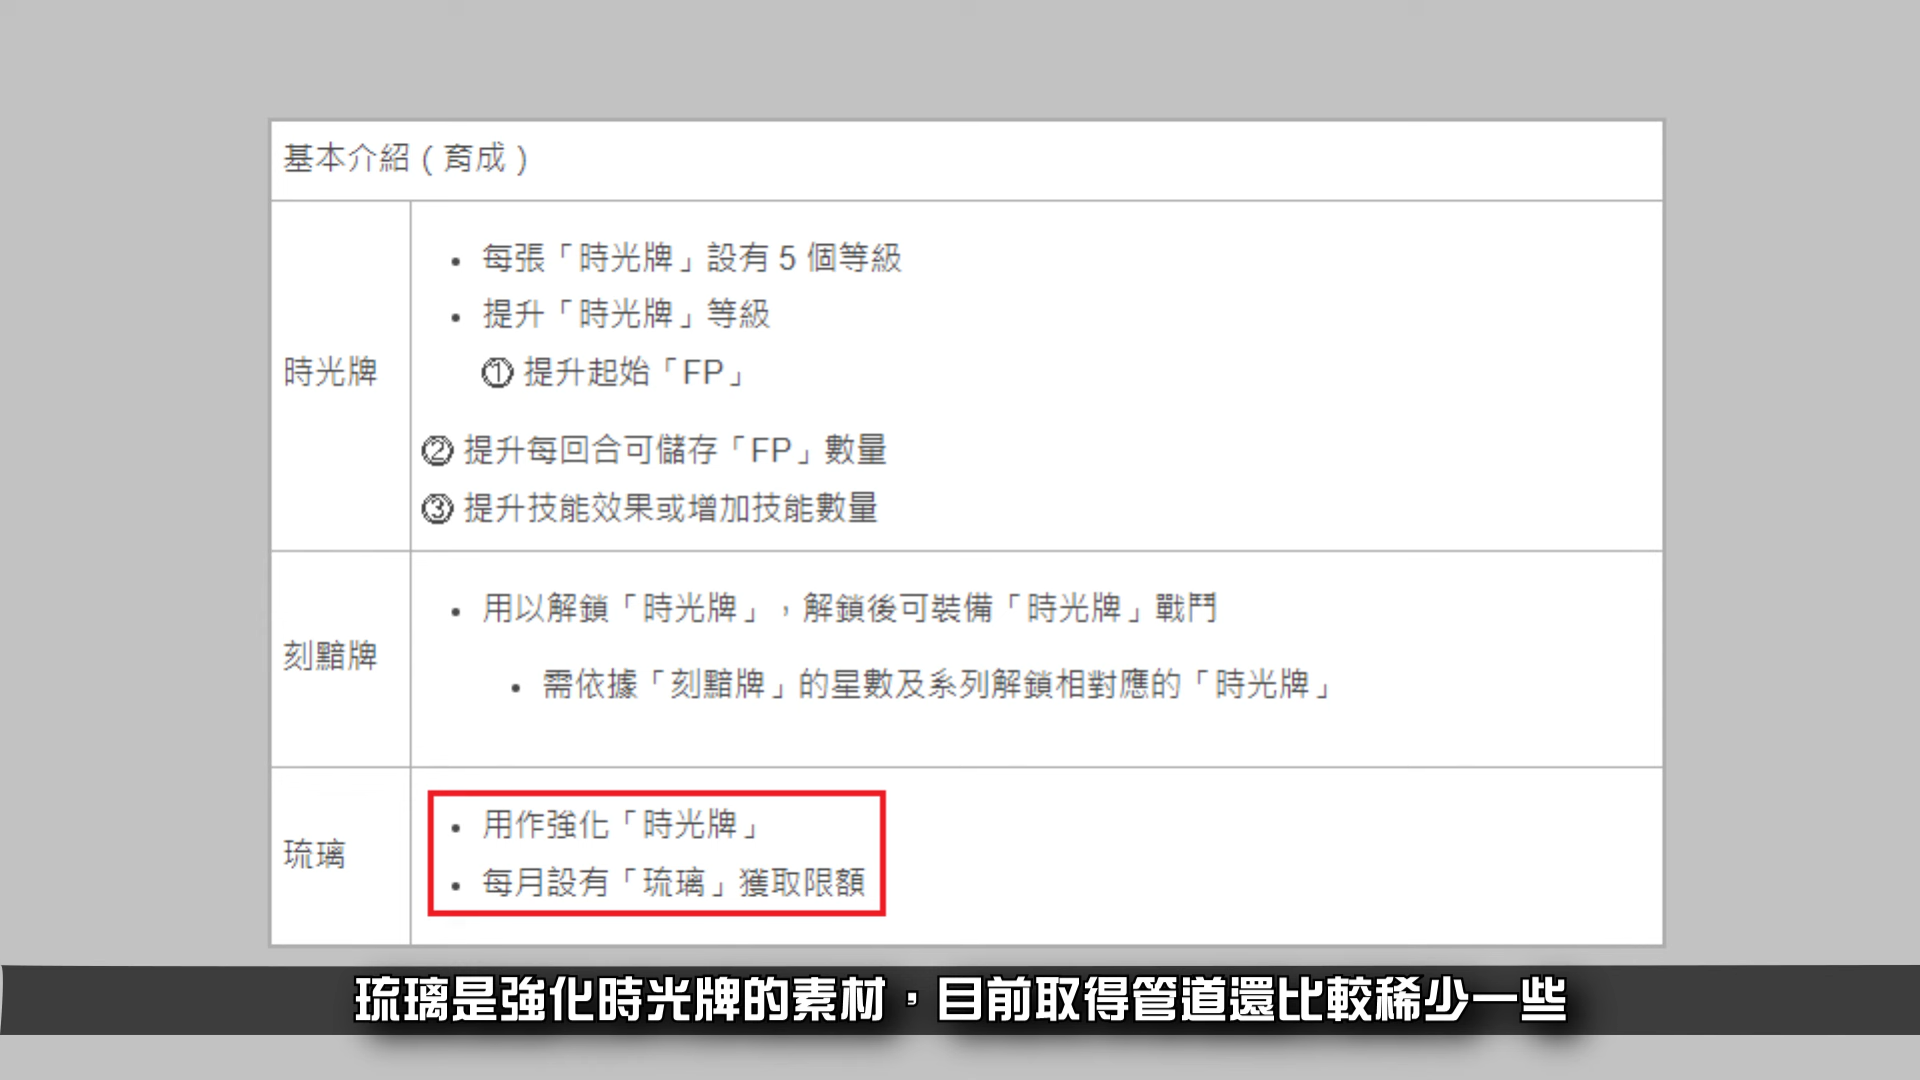 基本介紹（育成）
時光牌
• 每張「時光牌」設有 5 個等級
• 提升「時光牌」等級
① 提升起始「FP」
② 提升每回合可儲存「FP」數量
③ 提升技能效果或增加技能數量
刻黯牌
• 用以解鎖「時光牌」，解鎖後可裝備「時光牌」戰鬥
• 需依據「刻黯牌」的星數及系列解鎖相對應的「時光牌」
琉璃
• 用作強化「時光牌」
• 每月設有「琉璃」獲取限額
琉璃是強化時光牌的素材，目前取得管道還比較稀少一些